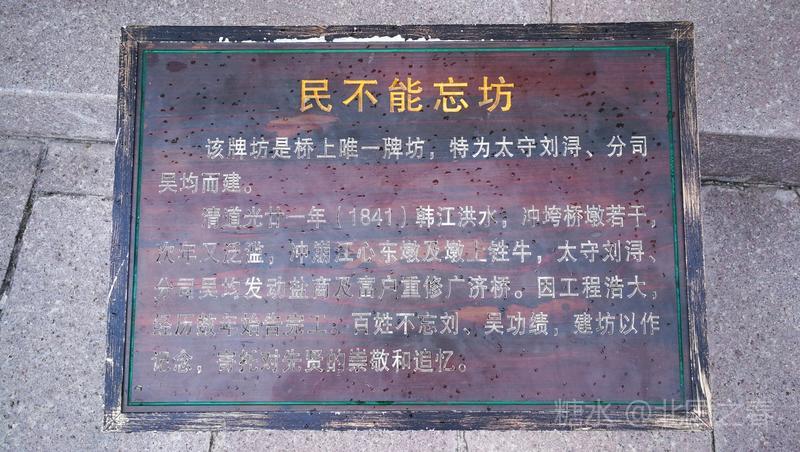 民不能忘坊
该牌坊是桥上唯一牌坊，特为太守刘浔、分司
吴均而建。
清道光廿一年（1841）韩江洪水，冲垮桥墩若干，
次年又泛滥，冲崩江心东墩及墩上牲牛，太守刘浔、
分司吴均发动盐商及富户重修广济桥。因工程浩大，
经历数年始告完工。百姓不忘刘、吴功绩，建坊以作
纪念，寄托对先贤的崇敬和追忆。
糖水 @北田之春